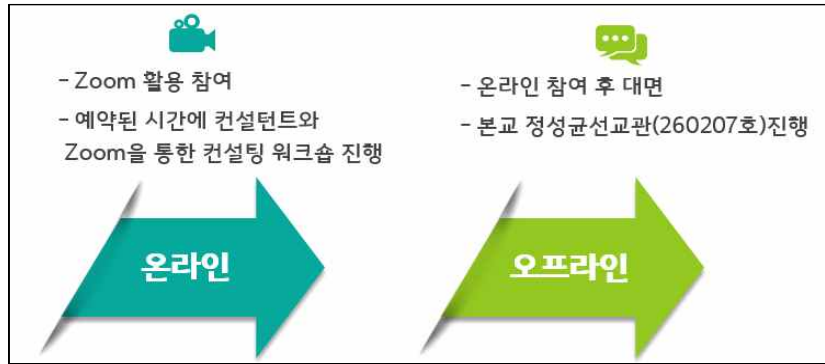 - Zoom 활용 참여
- 예약된 시간에 컨설턴트와
Zoom을 통한 컨설팅 워크숍 진행
온라인
- 온라인 참여 후 대면
- 본교 정성균선교관(260207호)진행
오프라인